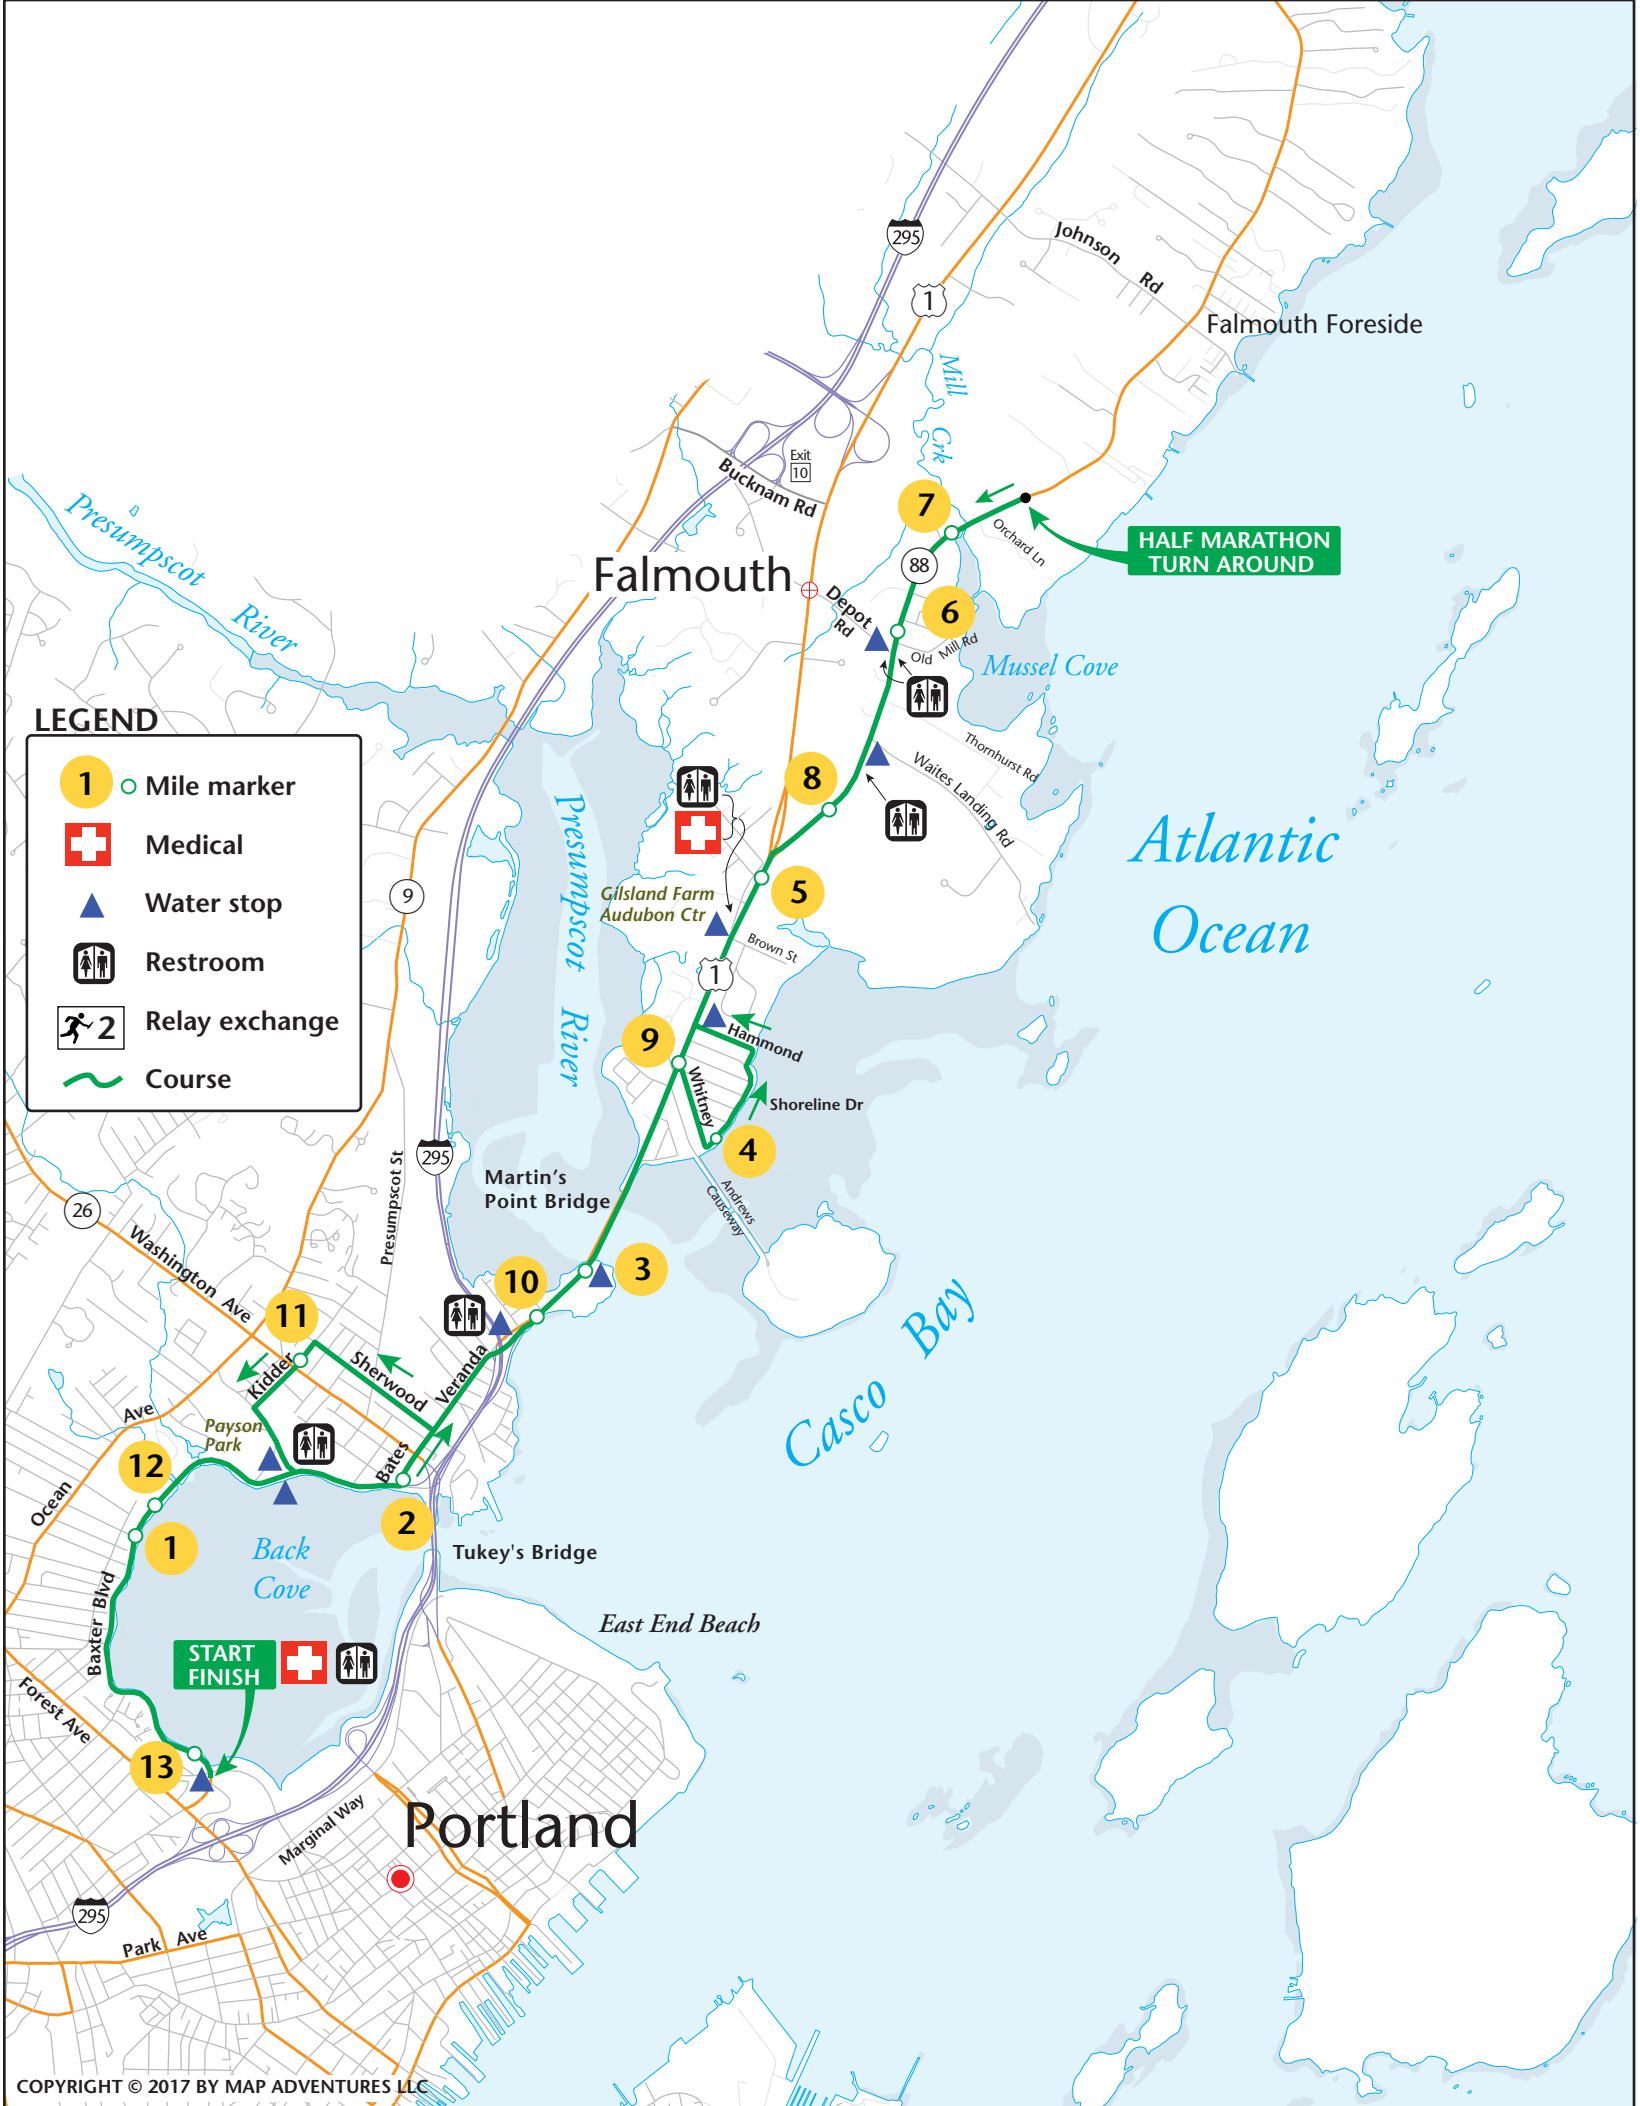 295
1
Johnson Rd
Falmouth Foreside
Mill Crk
Exit
10
Bucknam Rd
7
Orchard Ln
HALF MARATHON
TURN AROUND
Presumpscot River
Falmouth
88
Depot
Rd
6
Old Mill Rd
Mussel Cove
LEGEND
1 Mile marker
Medical
Water stop
Restroom
2 Relay exchange
Course
Thornhurst Rd
Waites Landing Rd
8
Presumpscot River
Atlantic
Ocean
9
5
Gilsland Farm
Audubon Ctr
Brown St
1
9
Hammond
Whitney
Shoreline Dr
4
295
Martin's
Point Bridge
Andrews
Causeway
26
Washington Ave
Presumpscot St
3
10
11
Casco Bay
Kidder
Sherwood
Veranda
Ave
Payson
Park
Bates
12
Ocean
2
1
Back
Cove
Tukey's Bridge
Baxter Blvd
East End Beach
START
FINISH
Forest Ave
13
Marginal Way
Portland
295
Park Ave
COPYRIGHT © 2017 BY MAP ADVENTURES LLC